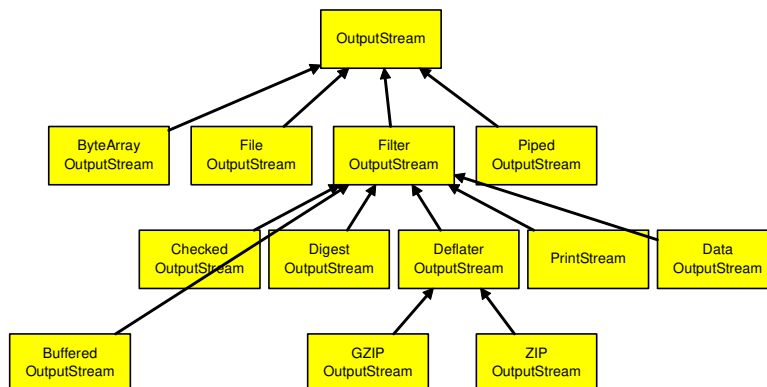 OutputStream
ByteArray
OutputStream
File
OutputStream
Filter
OutputStream
Piped
OutputStream
Checked
OutputStream
Digest
OutputStream
Deflater
OutputStream
PrintStream
Data
OutputStream
Buffered
OutputStream
GZIP
OutputStream
ZIP
OutputStream